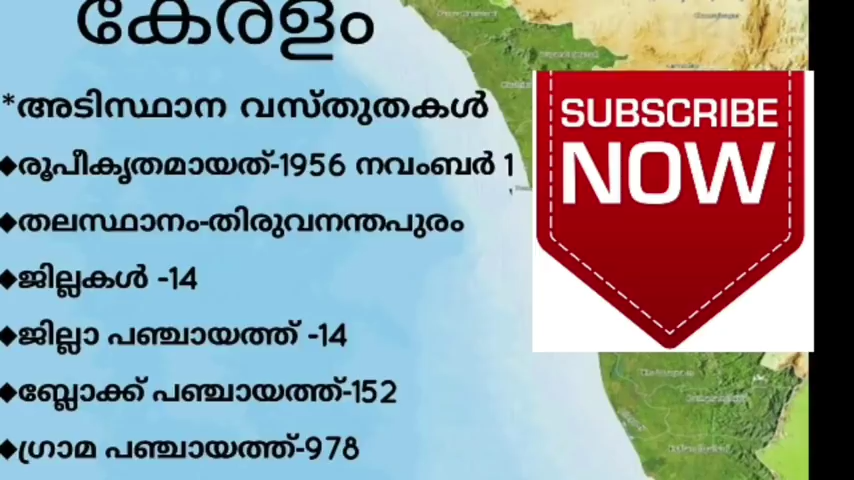 കേരളം
*അടിസ്ഥാന വസ്തുതകൾ
◆രൂപീകൃതമായത്-1956 നവംബർ 1
◆തലസ്ഥാനം-തിരുവനന്തപുരം
◆ജില്ലകൾ -14
◆ജില്ലാ പഞ്ചായത്ത് -14
◆ബ്ലോക്ക് പഞ്ചായത്ത്-152
◆ഗ്രാമ പഞ്ചായത്ത്-978
SUBSCRIBE
NOW